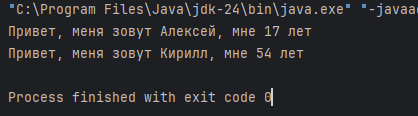 "C:\Program Files\Java\jdk-24\bin\java.exe" "-javaa
Привет, меня зовут Алексей, мне 17 лет
Привет, меня зовут Кирилл, мне 54 лет
Process finished with exit code 0